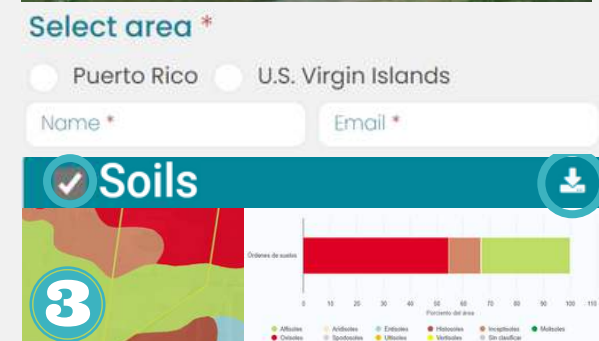 Select area *
Puerto Rico U.S. Virgin Islands
Name * Email *
Soils
3
Órdenes de suelos
0 10 20 30 40 50 60 70 80 90 100 110
Porciento del área
Alfisoles Aridisoles Entisoles Histosoles Inceptisoles Molisoles
Oxisoles Spodosoles Ultisoles Vertisoles Sin clasificar